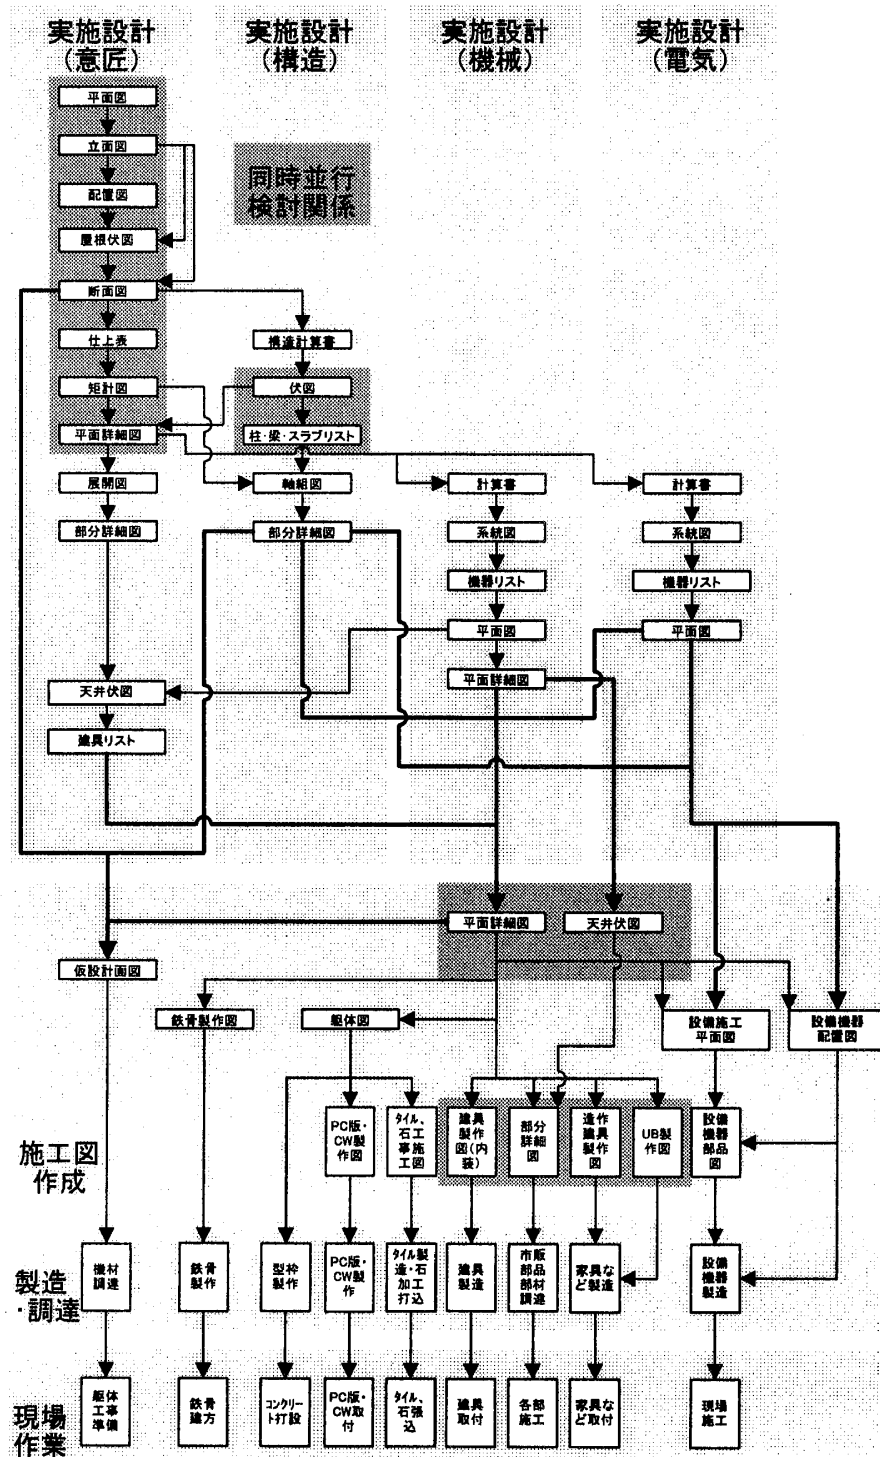 実施設計
(意匠)
実施設計
(構造)
実施設計
(機械)
実施設計
(電気)
平面図
立面図
配置図
屋根伏図
断面図
仕上表
矩計図
平面詳細図
展開図
部分詳細図
天井伏図
建具リスト
同時並行
検討関係
構造計算書
伏図
柱・梁・スラブリスト
軸組図
部分詳細図
計算書
系統図
機器リスト
平面図
平面詳細図
計算書
系統図
機器リスト
平面図
平面詳細図
天井伏図
仮設計画図
鉄骨製作図
躯体図
設備施工
平面図
設備機器
配置図
施工図
作成
PC版・
CW製
作図
タイル、
石工
事施
工図
建具
製作
図(内
装)
部分
詳細
図
造作
建具
製作
図
UB製
作図
設備
機器
部品
図
製造
・調達
機材
調達
鉄骨
製作
型枠
製作
PC版・
CW製作
タイル製
造・石
加工
打込
建具
製造
市販
部品
部材
調達
家具な
ど製造
設備
機器
製造
現場
作業
躯体
工事
準備
鉄骨
建方
コンクリー
ト打設
PC版・
CW取付
タイル、
石張
込
建具
取付
各部
施工
家具な
ど取付
現場
施工